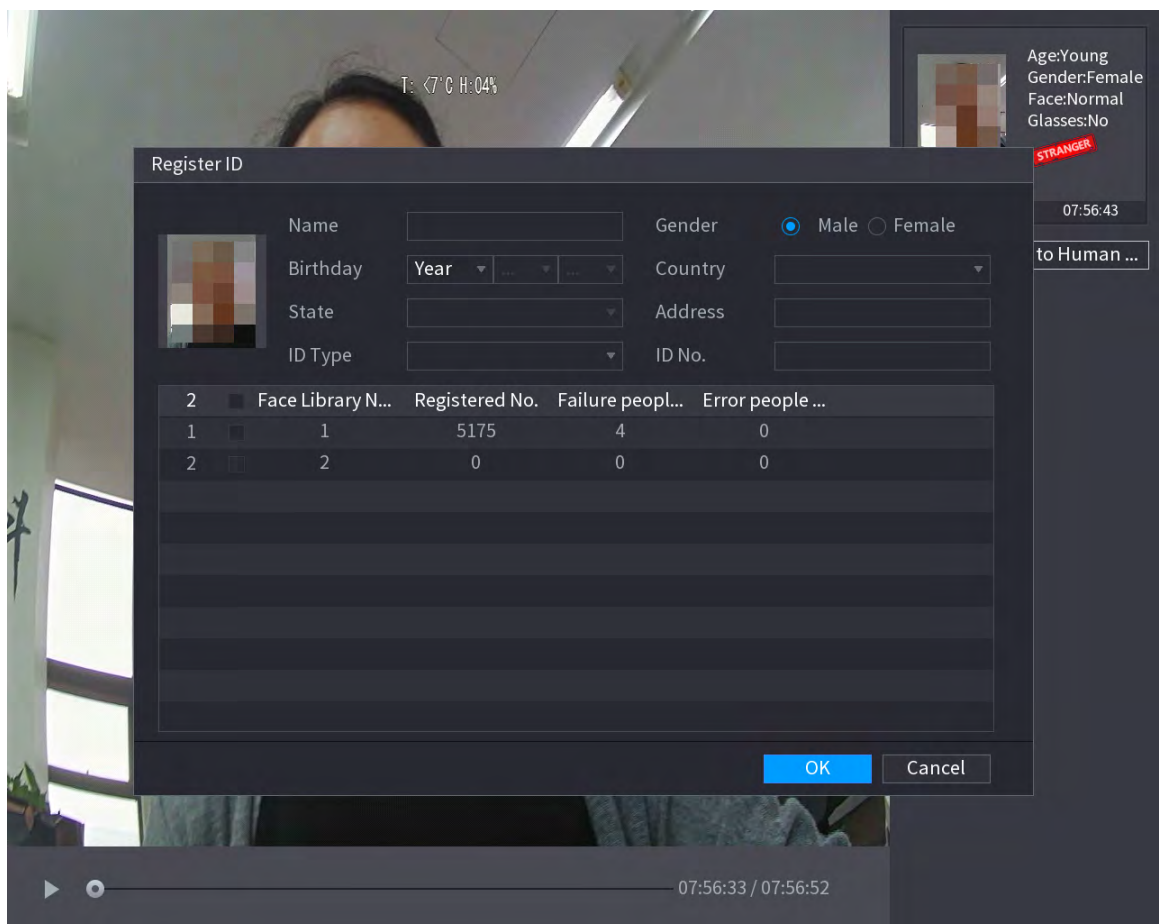 T: <7°C H:04%
Age:Young
Gender:Female
Face:Normal
Glasses:No
STRANGER
07:56:43
to Human ...
Register ID
Name
Gender Male Female
Birthday Year ... ... Country
State Address
ID Type ID No.
2 Face Library N... Registered No. Failure peopl... Error people ...
1 1 5175 4 0
2 2 0 0 0
OK Cancel
07:56:33 / 07:56:52